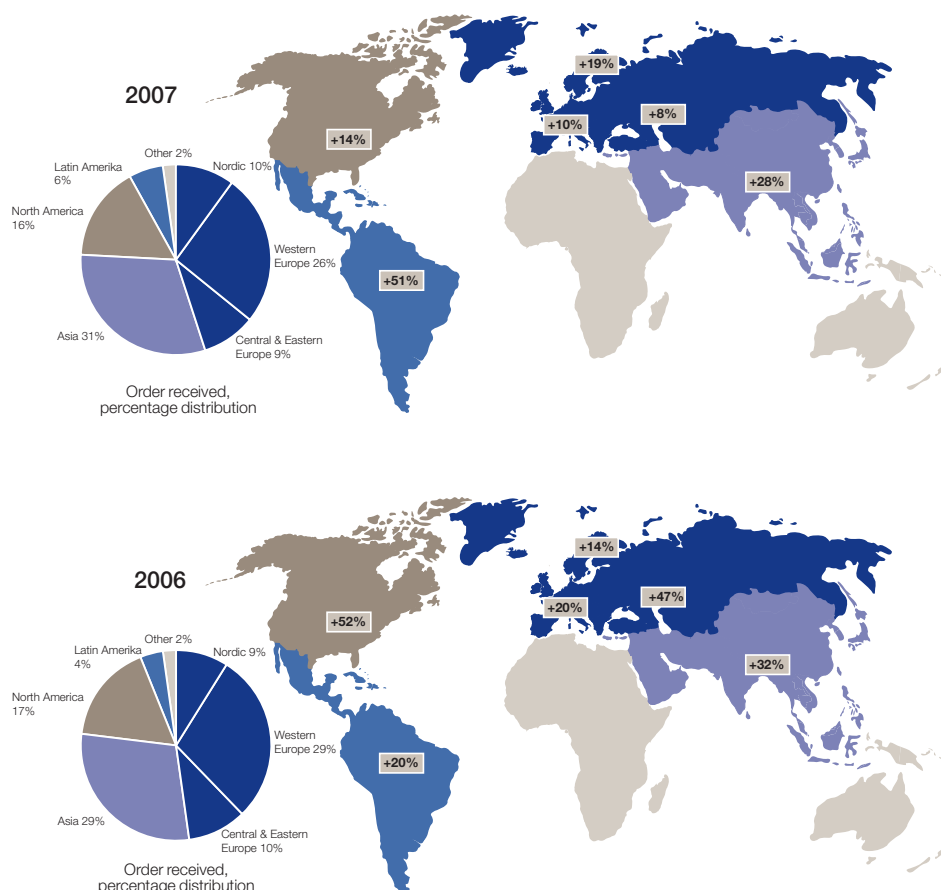 2007
+19%
+10%
+8%
+14%
+28%
+51%
Other 2%
Latin Amerika
6%
Nordic 10%
North America
16%
Western
Europe 26%
Asia 31%
Central & Eastern
Europe 9%
Order received,
percentage distribution
2006
+14%
+47%
+20%
+52%
+32%
+20%
Other 2%
Latin Amerika
4%
Nordic 9%
North America
17%
Western
Europe 29%
Asia 29%
Central & Eastern
Europe 10%
Order received,
percentage distribution